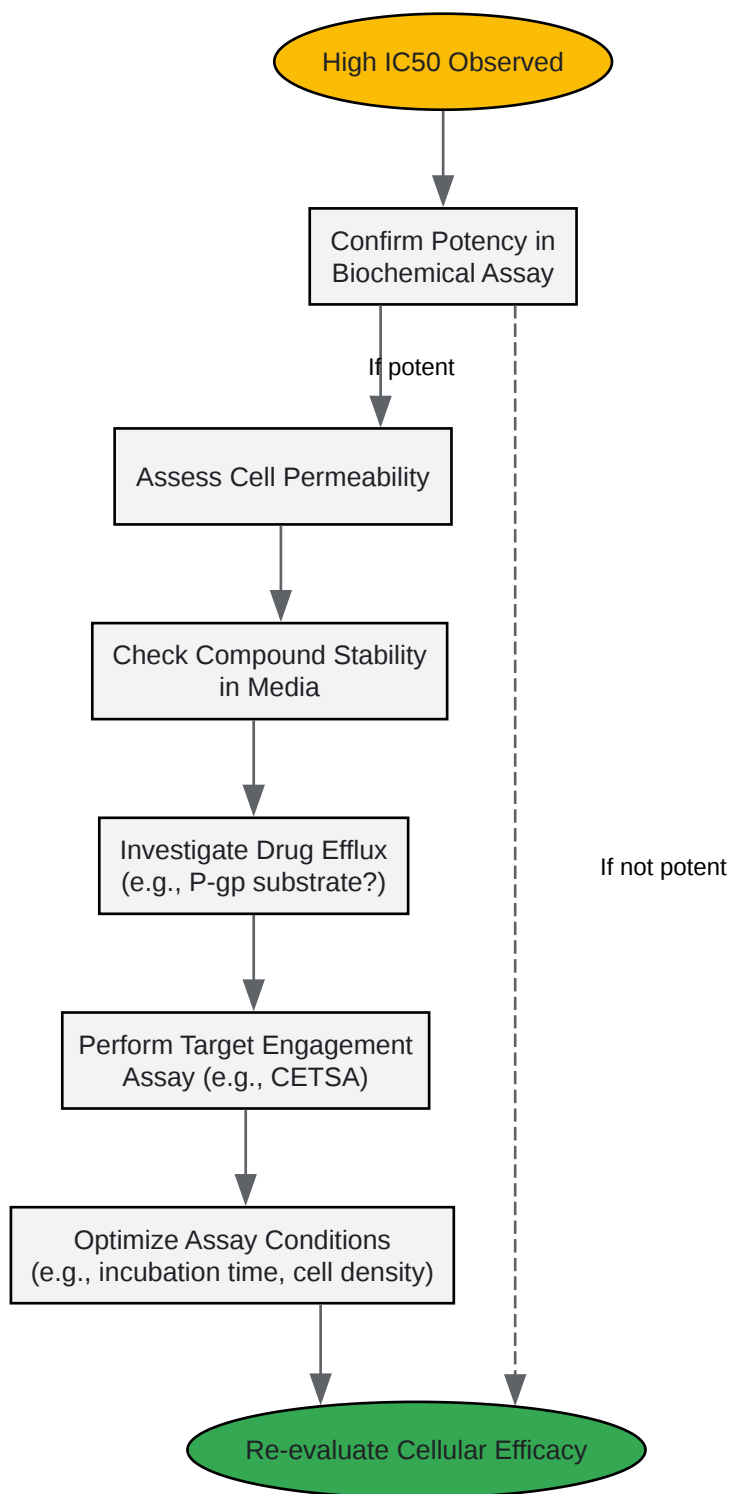 High IC50 Observed
Confirm Potency in
Biochemical Assay
If potent
Assess Cell Permeability
Check Compound Stability
in Media
Investigate Drug Efflux
(e.g., P-gp substrate?)
If not potent
Perform Target Engagement
Assay (e.g., CETSA)
Optimize Assay Conditions
(e.g., incubation time, cell density)
Re-evaluate Cellular Efficacy